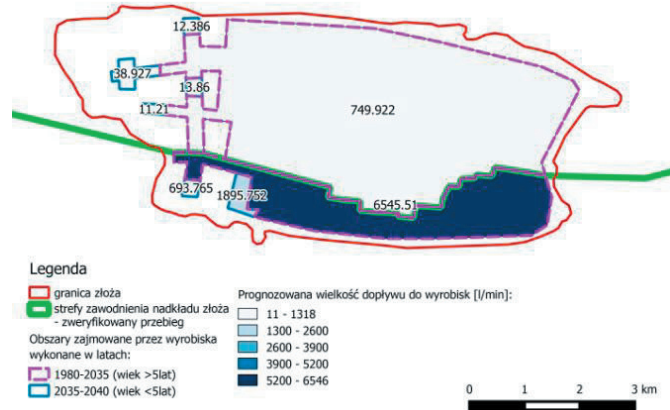 12.386
38.927
13.86
11.21
749.922
693.765
1895.752
6545.51
Legenda
granica złoża
strefy zawodnienia nadkładu złoża
- zweryfikowany przebieg
Obszary zajmowane przez wyrobiska
wykonane w latach:
1980-2035 (wiek >5lat)
2035-2040 (wiek <5lat)
Prognozowana wielkość dopływu do wyrobisk [l/min]:
11 - 1318
1300 - 2600
2600 - 3900
3900 - 5200
5200 - 6546
0 1 2 3 km